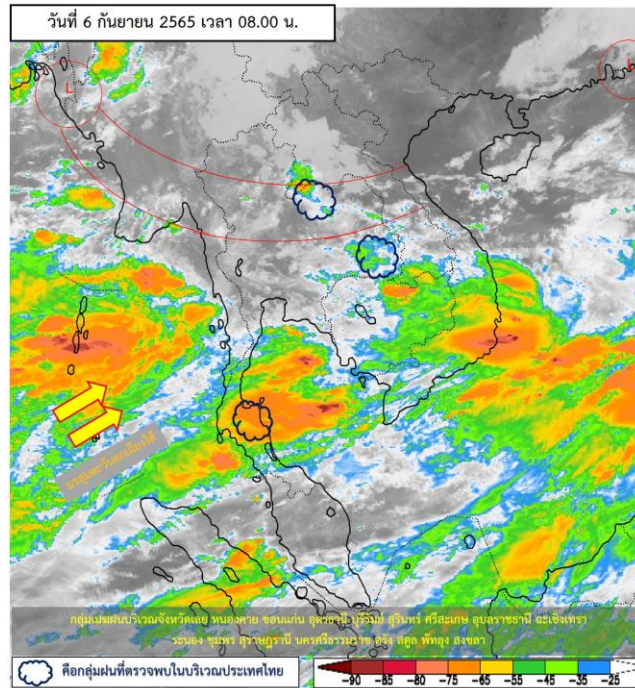 วันที่ 6 กันยายน 2565 เวลา 08.00 น.
L
L
มรสุมตะวันตกเฉียงใต้
กลุ่มเมฆฝนบริเวณจังหวัดเลย หนองคาย ขอนแก่น อุดรธานี บุรีรัมย์ สุรินทร์ ศรีสะเกษ อุบลราชธานี ฉะเชิงเทรา
ระนอง ชุมพร สุราษฎร์ธานี นครศรีธรรมราช ตรัง สตูล พัทลุง สงขลา
คือกลุ่มฝนที่ตรวจพบในบริเวณประเทศไทย
-90 -85 -75 -65 -55 -45 -35 -25